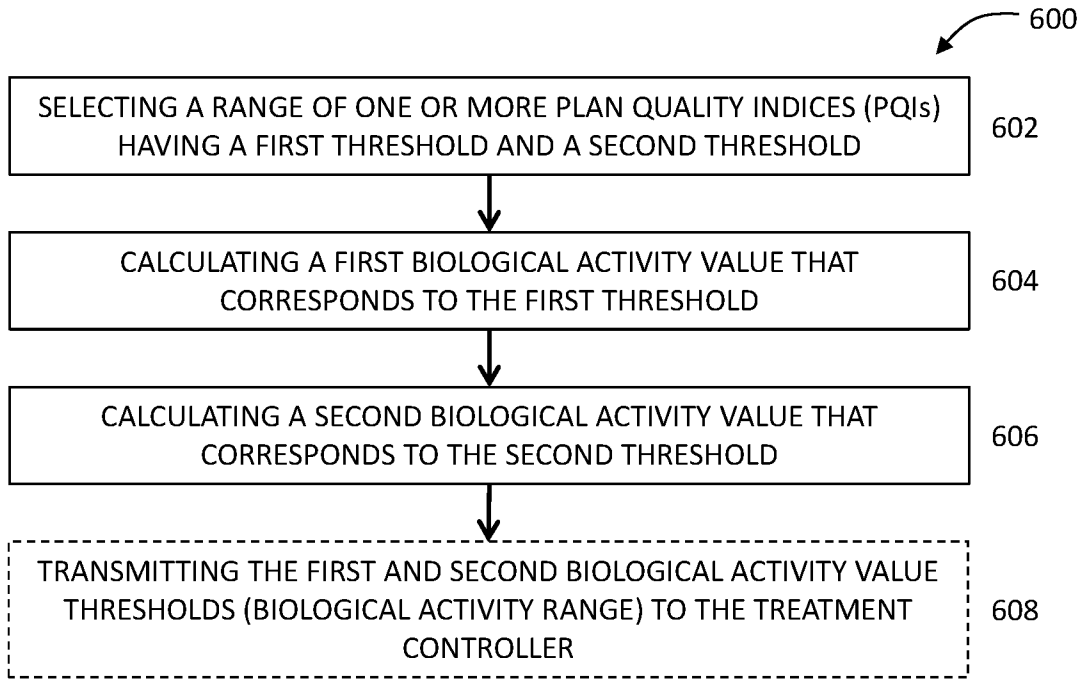 600
SELECTING A RANGE OF ONE OR MORE PLAN QUALITY INDICES (PQIs)
HAVING A FIRST THRESHOLD AND A SECOND THRESHOLD
602
CALCULATING A FIRST BIOLOGICAL ACTIVITY VALUE THAT
CORRESPONDS TO THE FIRST THRESHOLD
604
CALCULATING A SECOND BIOLOGICAL ACTIVITY VALUE THAT
CORRESPONDS TO THE SECOND THRESHOLD
606
TRANSMITTING THE FIRST AND SECOND BIOLOGICAL ACTIVITY VALUE
THRESHOLDS (BIOLOGICAL ACTIVITY RANGE) TO THE TREATMENT
CONTROLLER
608